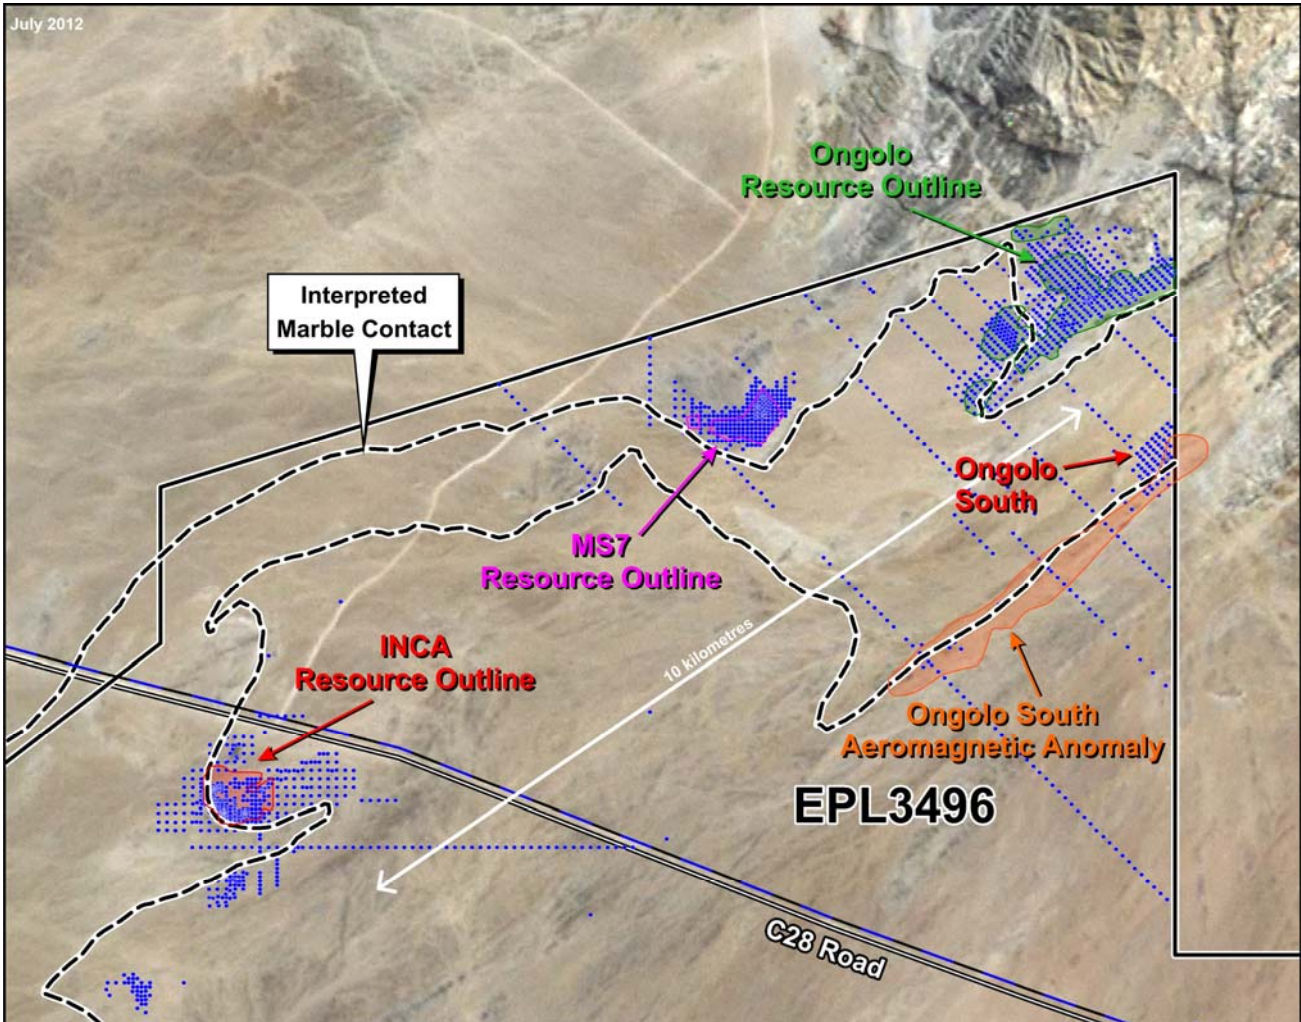 July 2012
Ongolo
Resource Outline
Interpreted
Marble Contact
Ongolo
South
MS7
Resource Outline
INCA
Resource Outline
10 kilometres
Ongolo South
Aeromagnetic Anomaly
EPL3496
C28 Road